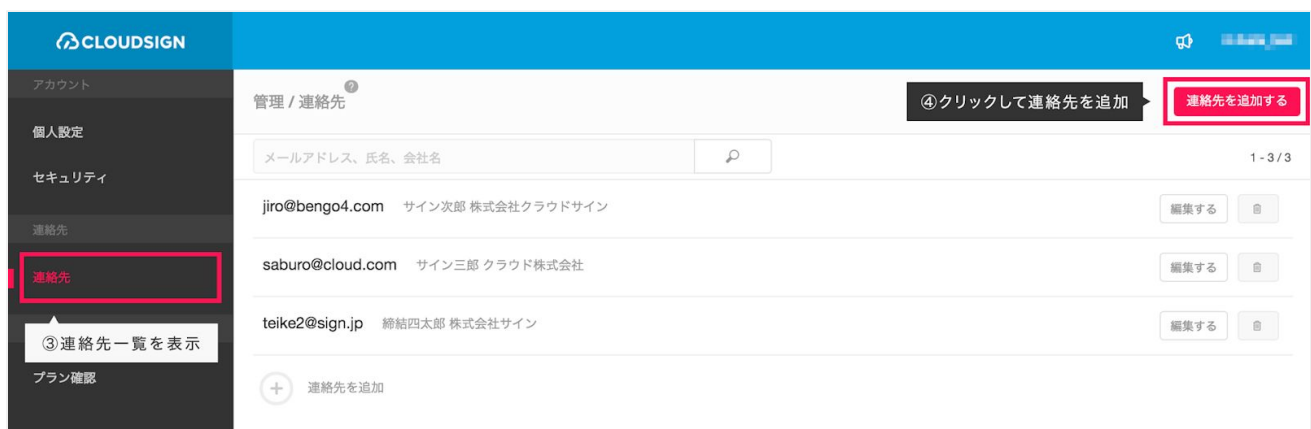 CLOUDSIGN
アカウント
個人設定
セキュリティ
連絡先
連絡先
③連絡先一覧を表示
プラン確認
管理 / 連絡先 ?
④クリックして連絡先を追加
連絡先を追加する
メールアドレス、氏名、会社名
1 - 3 / 3
jiro@bengo4.com サイン次郎 株式会社クラウドサイン 編集する
saburo@cloud.com サイン三郎 クラウド株式会社 編集する
teike2@sign.jp 締結四太郎 株式会社サイン 編集する
連絡先を追加